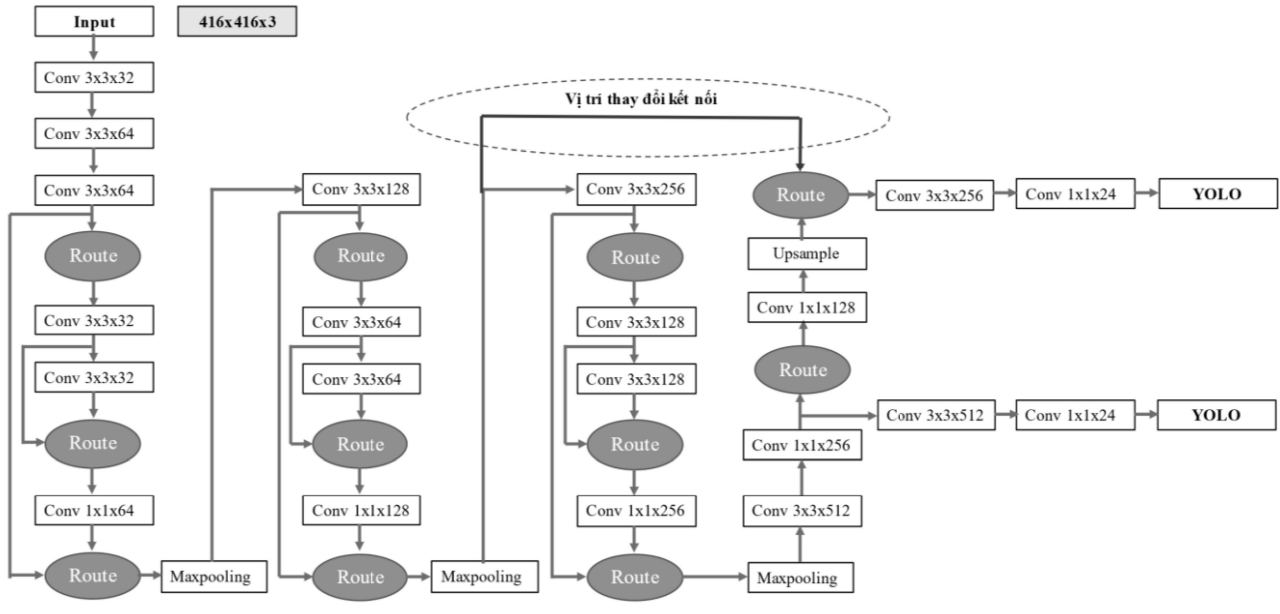 Input
416x416x3
Conv 3x3x32
Conv 3x3x64
Conv 3x3x64
Route
Conv 3x3x32
Conv 3x3x32
Route
Conv 1x1x64
Route
Maxpooling
Conv 3x3x128
Route
Conv 3x3x64
Conv 3x3x64
Route
Conv 1x1x128
Route
Maxpooling
Vị trí thay đổi kết nối
Conv 3x3x256
Route
Conv 3x3x128
Conv 3x3x128
Route
Conv 1x1x256
Route
Maxpooling
Conv 3x3x512
Conv 1x1x256
Conv 3x3x512
Conv 1x1x24
YOLO
Route
Conv 1x1x128
Upsample
Route
Conv 3x3x256
Conv 1x1x24
YOLO